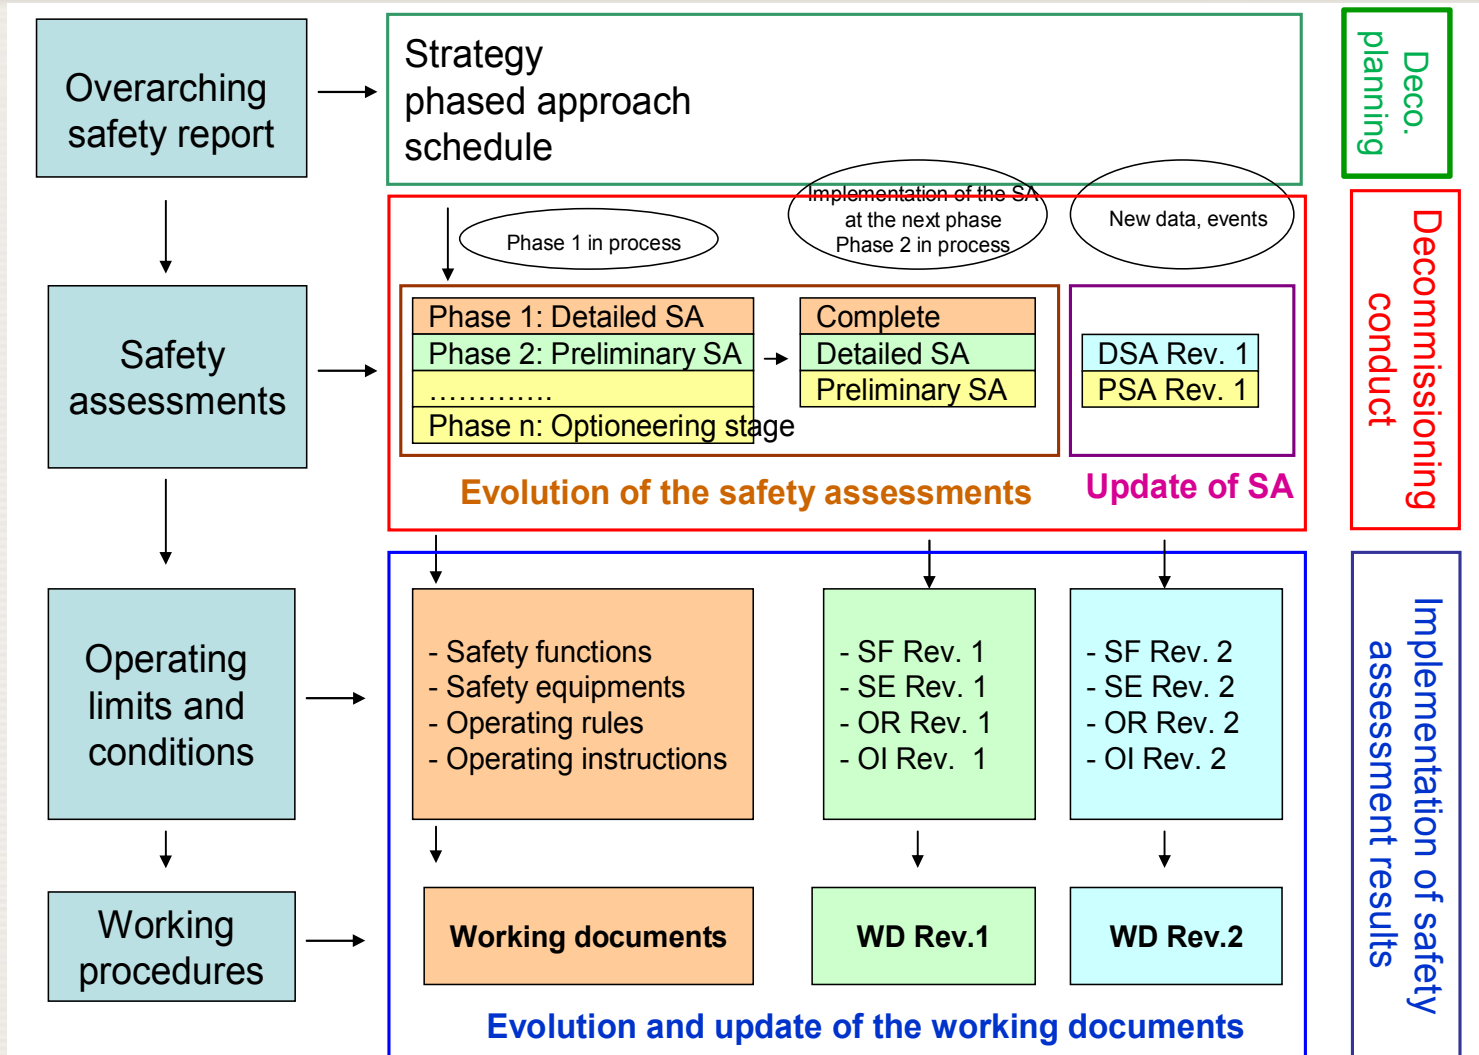 Overarching
safety report
Strategy
phased approach
schedule
Deco.
planning
Phase 1 in process
Implementation of the SA
at the next phase
Phase 2 in process
New data, events
Safety
assessments
Phase 1: Detailed SA
Phase 2: Preliminary SA
.............
Phase n: Optioneering stage
Complete
Detailed SA
Preliminary SA
DSA Rev. 1
PSA Rev. 1
Evolution of the safety assessments
Update of SA
Decommissioning
conduct
Operating
limits and
conditions
- Safety functions
- Safety equipments
- Operating rules
- Operating instructions
- SF Rev. 1
- SE Rev. 1
- OR Rev. 1
- OI Rev. 1
- SF Rev. 2
- SE Rev. 2
- OR Rev. 2
- OI Rev. 2
Working
procedures
Working documents
WD Rev.1
WD Rev.2
Evolution and update of the working documents
Implementation of safety
assessment results